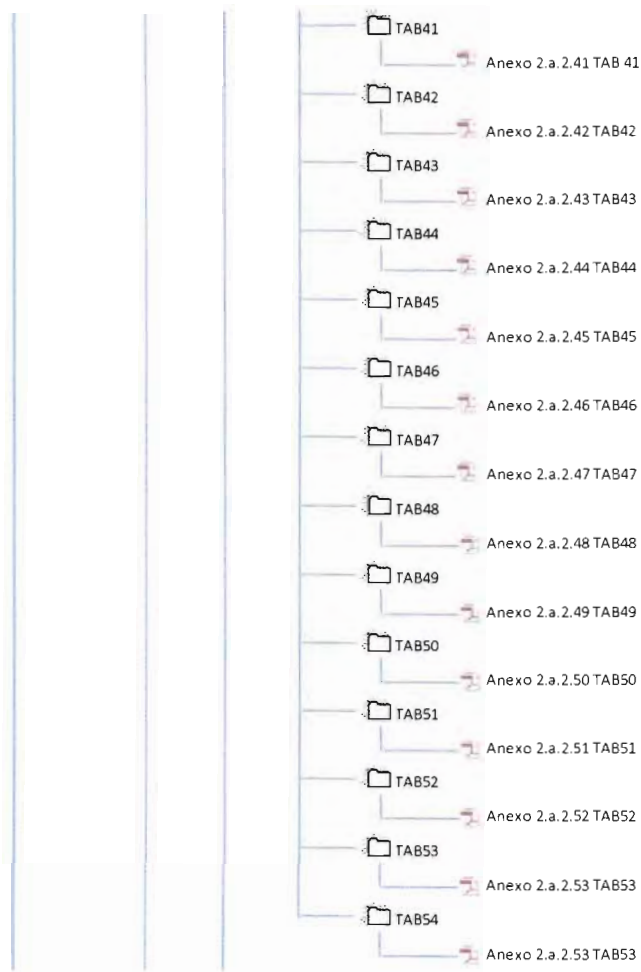 TAB41
Anexo 2.a.2.41 TAB 41
TAB42
Anexo 2.a.2.42 TAB42
TAB43
Anexo 2.a.2.43 TAB43
TAB44
Anexo 2.a.2.44 TAB44
TAB45
Anexo 2.a.2.45 TAB45
TAB46
Anexo 2.a.2.46 TAB46
TAB47
Anexo 2.a.2.47 TAB47
TAB48
Anexo 2.a.2.48 TAB48
TAB49
Anexo 2.a.2.49 TAB49
TAB50
Anexo 2.a.2.50 TAB50
TAB51
Anexo 2.a.2.51 TAB51
TAB52
Anexo 2.a.2.52 TAB52
TAB53
Anexo 2.a.2.53 TAB53
TAB54
Anexo 2.a.2.53 TAB53